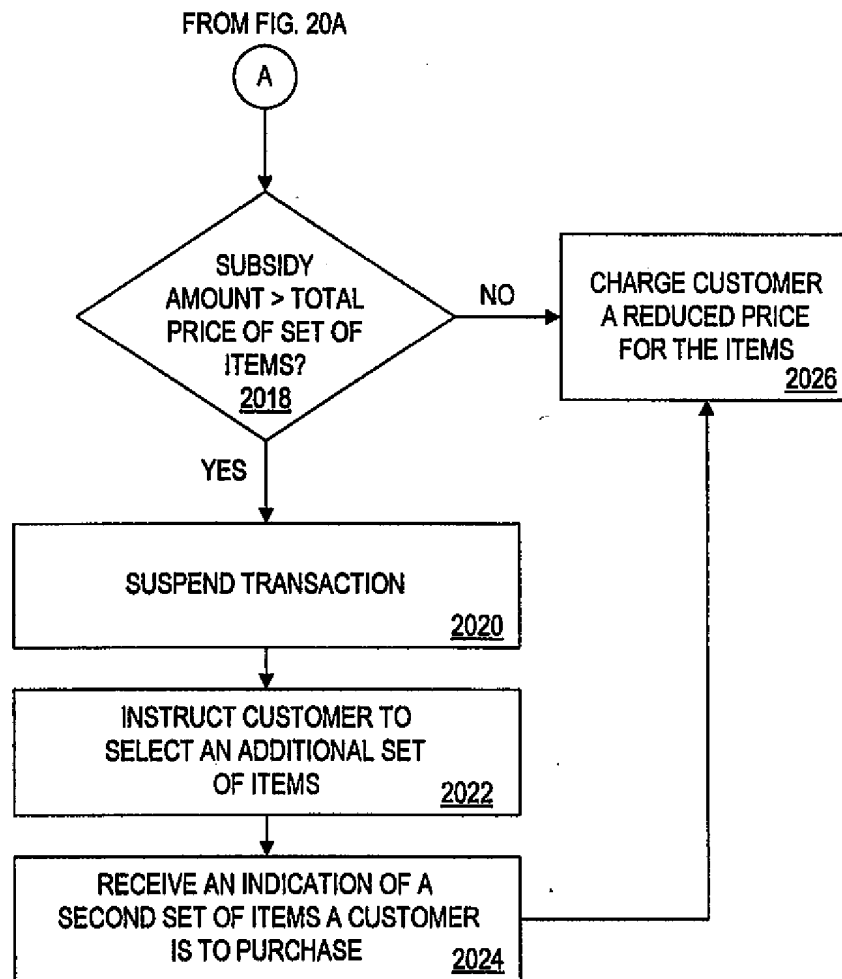 FROM FIG. 20A
A
SUBSIDY
AMOUNT > TOTAL
PRICE OF SET OF
ITEMS?
2018
NO
CHARGE CUSTOMER
A REDUCED PRICE
FOR THE ITEMS
2026
YES
SUSPEND TRANSACTION
2020
INSTRUCT CUSTOMER TO
SELECT AN ADDITIONAL SET
OF ITEMS
2022
RECEIVE AN INDICATION OF A
SECOND SET OF ITEMS A CUSTOMER
IS TO PURCHASE
2024